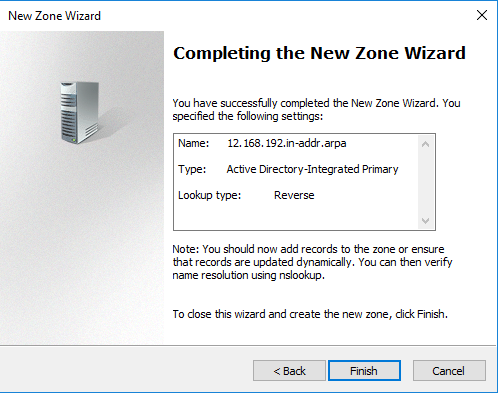 New Zone Wizard
Completing the New Zone Wizard
You have successfully completed the New Zone Wizard. You
specified the following settings:
Name: 12.168.192.in-addr.arpa
Type: Active Directory-Integrated Primary
Lookup type: Reverse
Note: You should now add records to the zone or ensure
that records are updated dynamically. You can then verify
name resolution using nslookup.
To close this wizard and create the new zone, click Finish.
< Back Finish Cancel